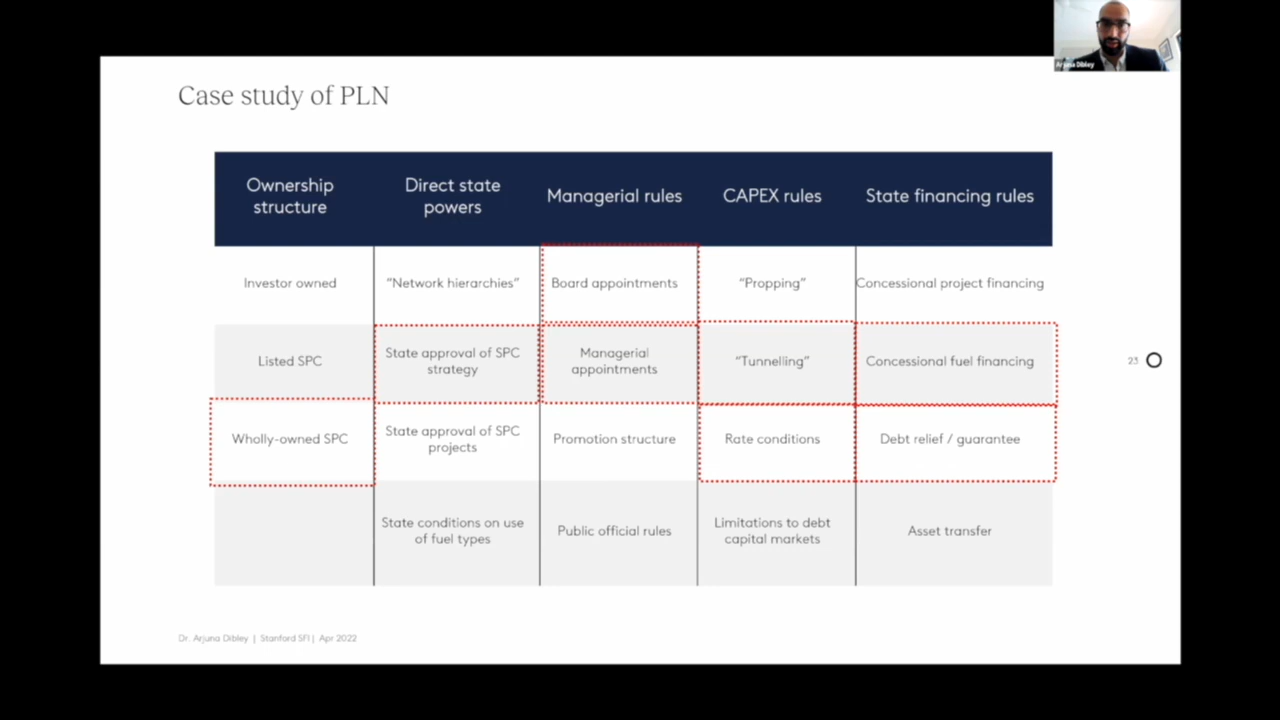 Arjuna Dibley
Case study of PLN
Ownership
structure
Direct state
powers
Managerial rules
CAPEX rules
State financing rules
Investor owned
"Network hierarchies"
Board appointments
"Propping"
Concessional project financing
Listed SPC
State approval of SPC
strategy
Managerial
appointments
"Tunnelling"
Concessional fuel financing
23
Wholly-owned SPC
State approval of SPC
projects
Promotion structure
Rate conditions
Debt relief / guarantee
State conditions on use
of fuel types
Public official rules
Limitations to debt
capital markets
Asset transfer
Dr. Arjuna Dibley | Stanford SFI | Apr 2022